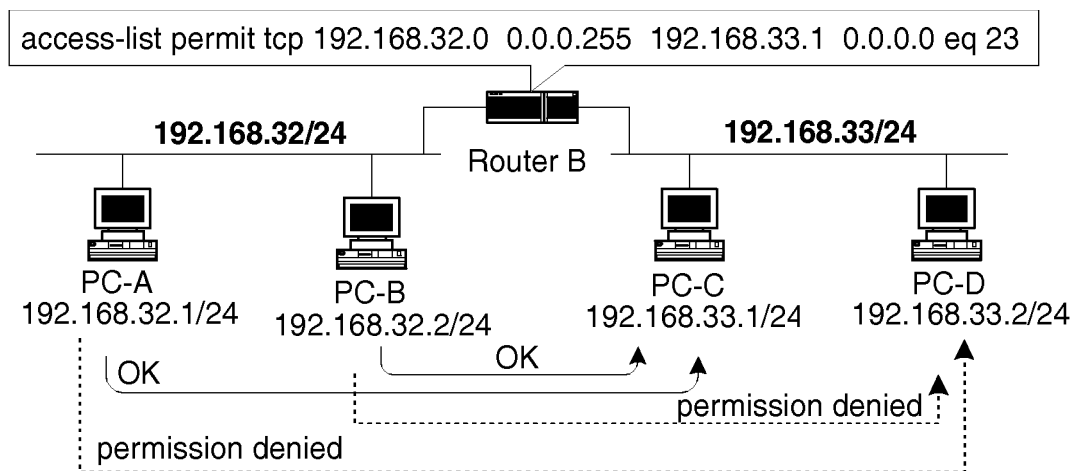 access-list permit tcp 192.168.32.0 0.0.0.255 192.168.33.1 0.0.0.0 eq 23
192.168.32/24
192.168.33/24
Router B
PC-A
192.168.32.1/24
PC-B
192.168.32.2/24
PC-C
192.168.33.1/24
PC-D
192.168.33.2/24
OK
OK
permission denied
permission denied